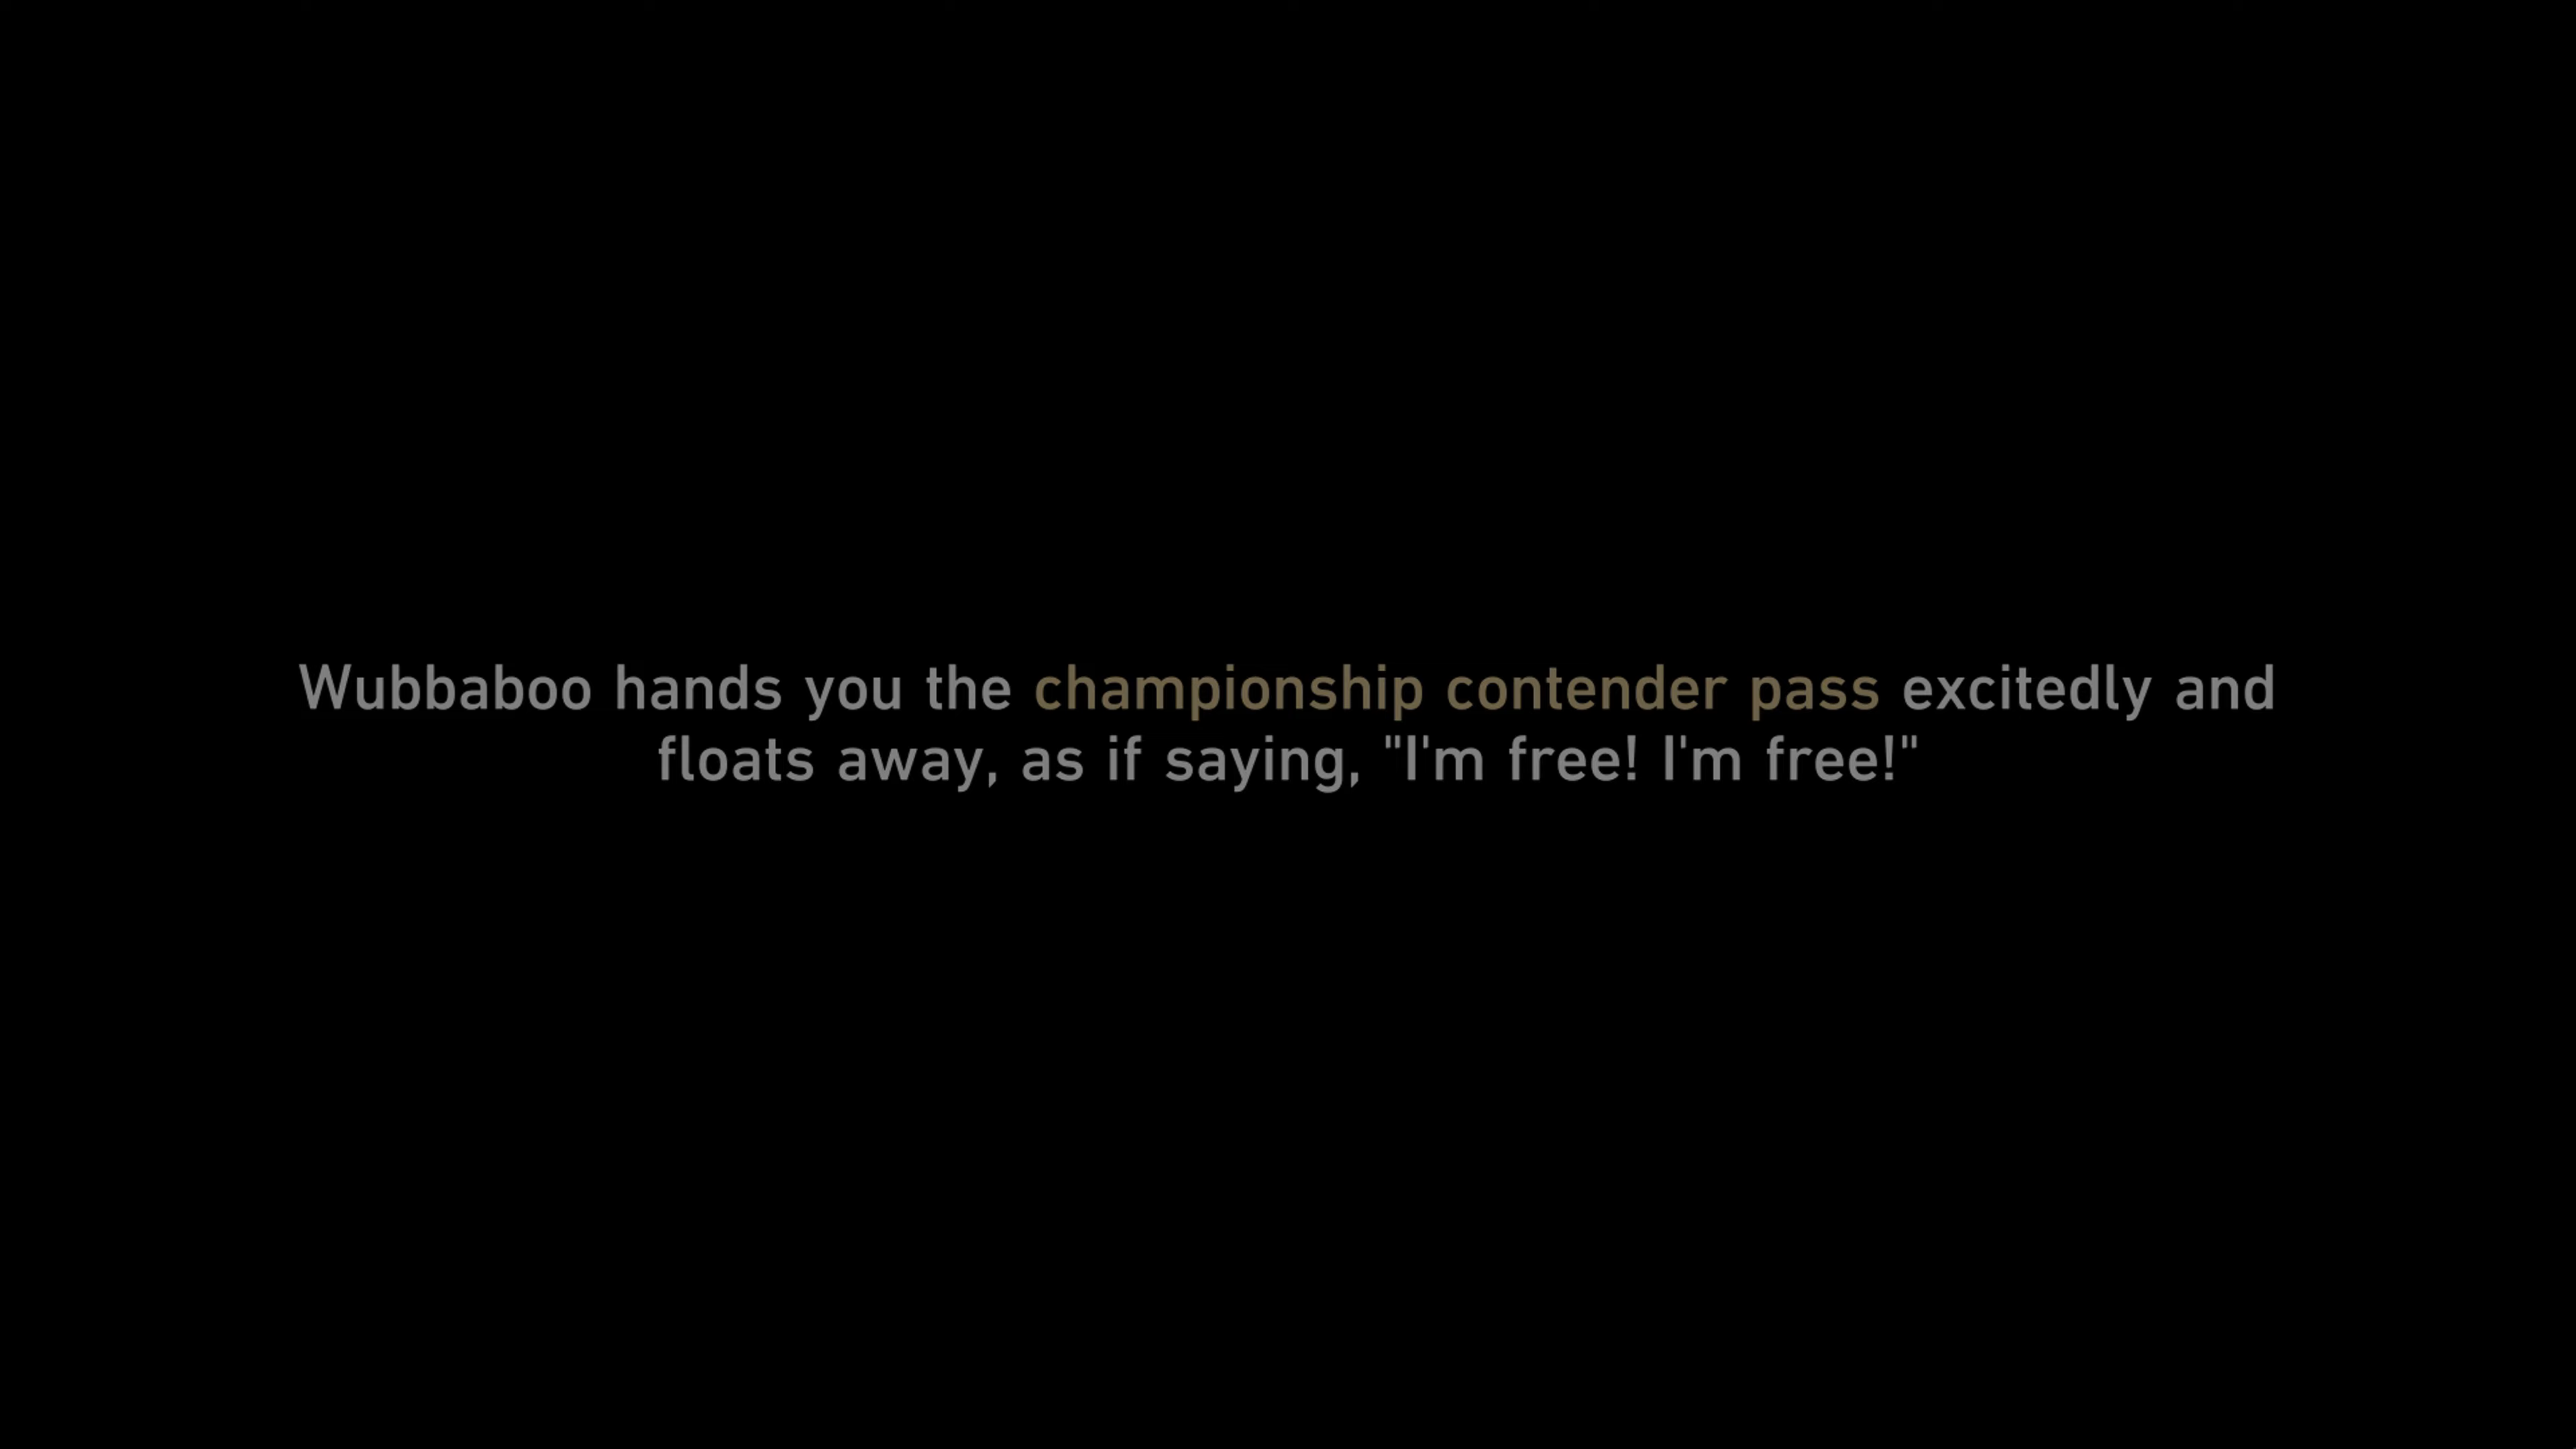 Wubbaboo hands you the championship contender pass excitedly and
floats away, as if saying, "I'm free! I'm free!"